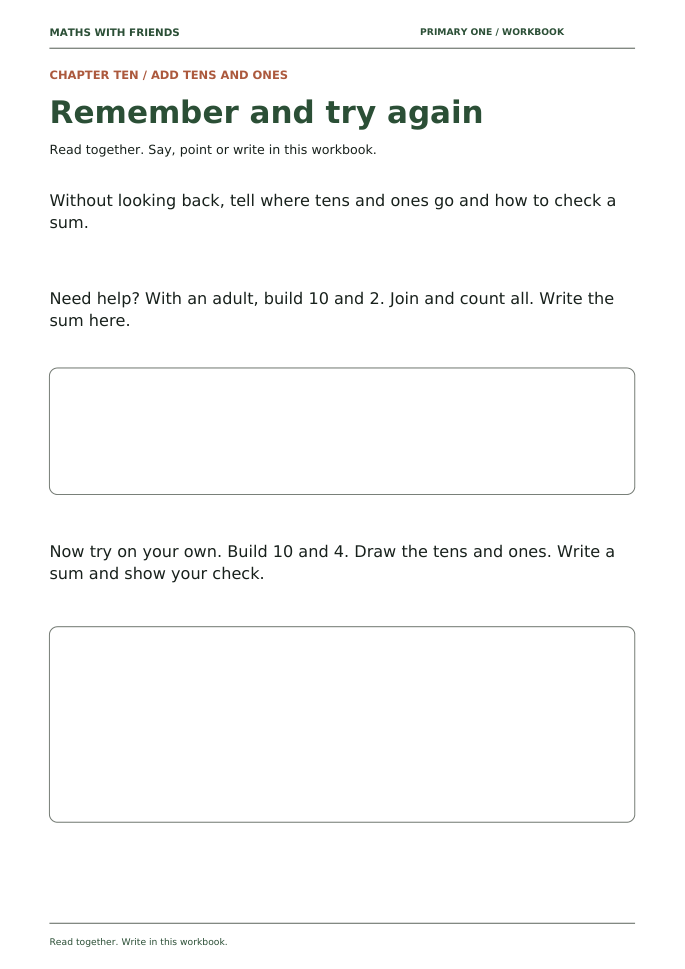 MATHS WITH FRIENDS
PRIMARY ONE / WORKBOOK
CHAPTER TEN / ADD TENS AND ONES
Remember and try again
Read together. Say, point or write in this workbook.
Without looking back, tell where tens and ones go and how to check a
sum.
Need help? With an adult, build 10 and 2. Join and count all. Write the
sum here.
Now try on your own. Build 10 and 4. Draw the tens and ones. Write a
sum and show your check.
Read together. Write in this workbook.